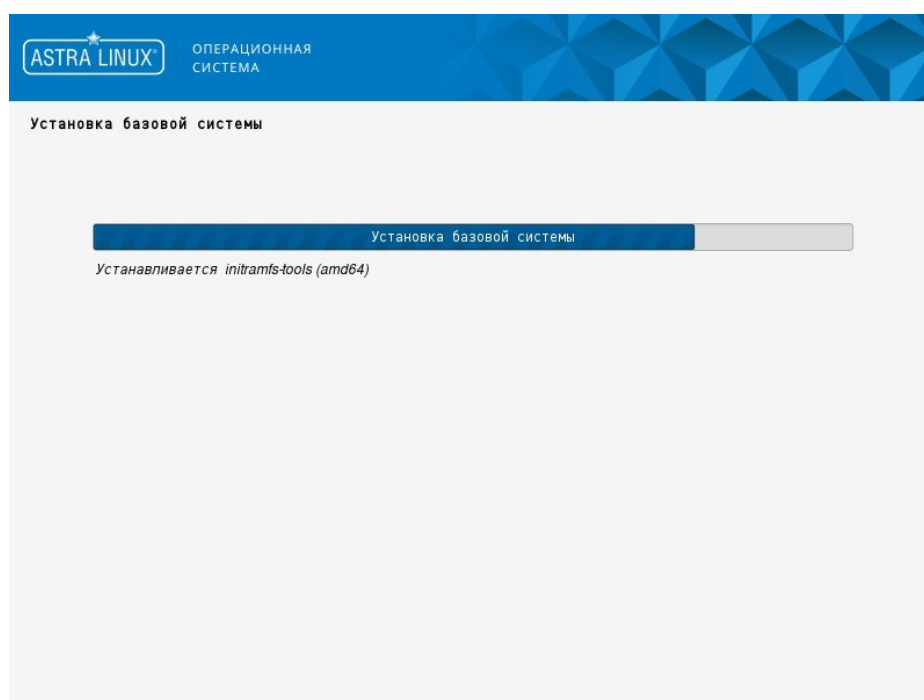 ASTRA LINUX®
ОПЕРАЦИОННАЯ
СИСТЕМА
Установка базовой системы
Установка базовой системы
Устанавливается initramfs-tools (amd64)